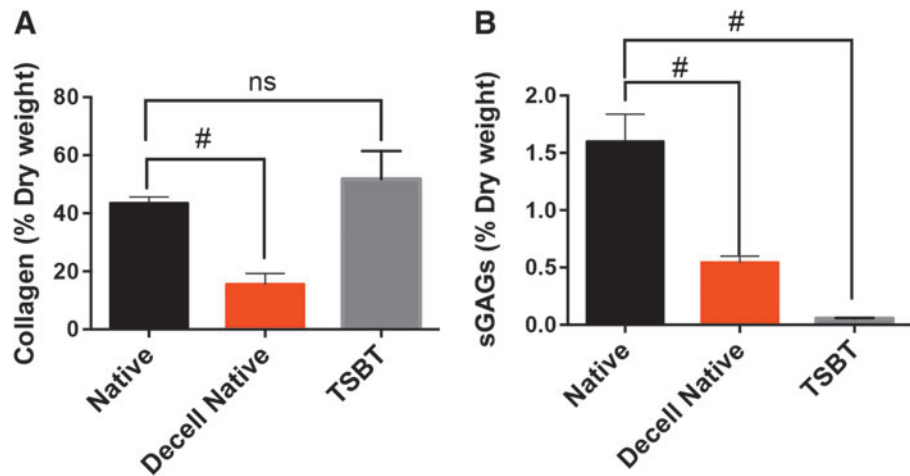 A
ns
#
Collagen (% Dry weight)
80
60
40
20
0
Native
Decell Native
TSBT
B
#
#
sGAGs (% Dry weight)
2.0
1.5
1.0
0.5
0.0
Native
Decell Native
TSBT